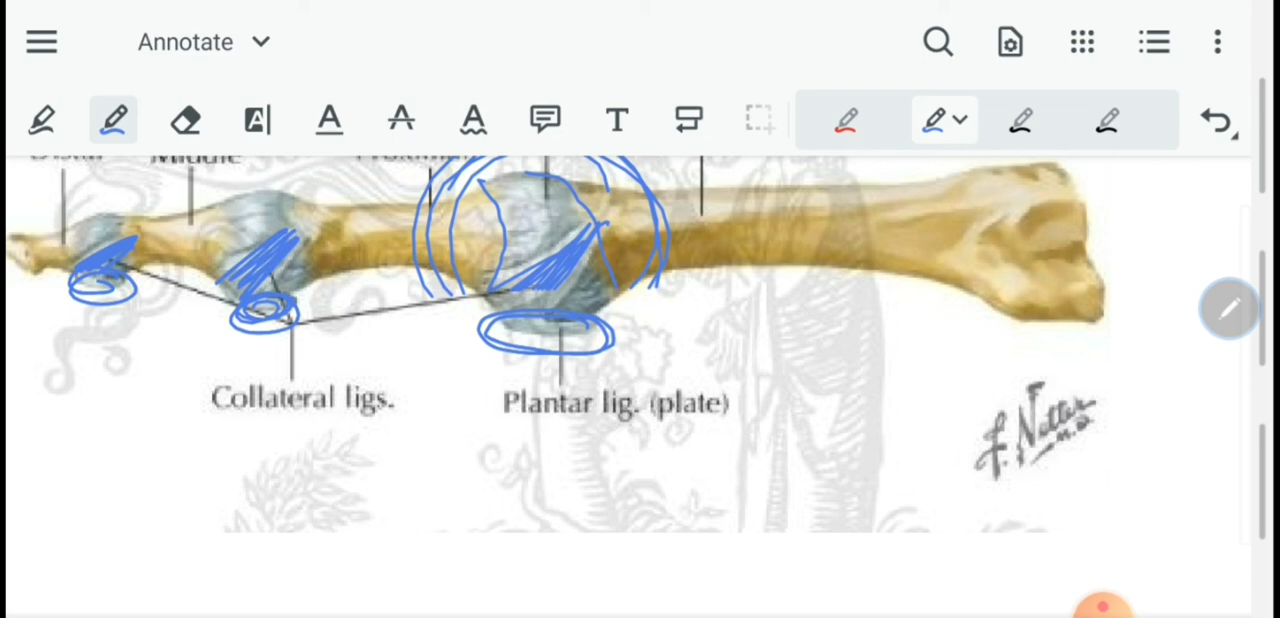 Annotate
Middle
Collateral ligs.
Plantar lig. (plate)
F. Netter
M.D.